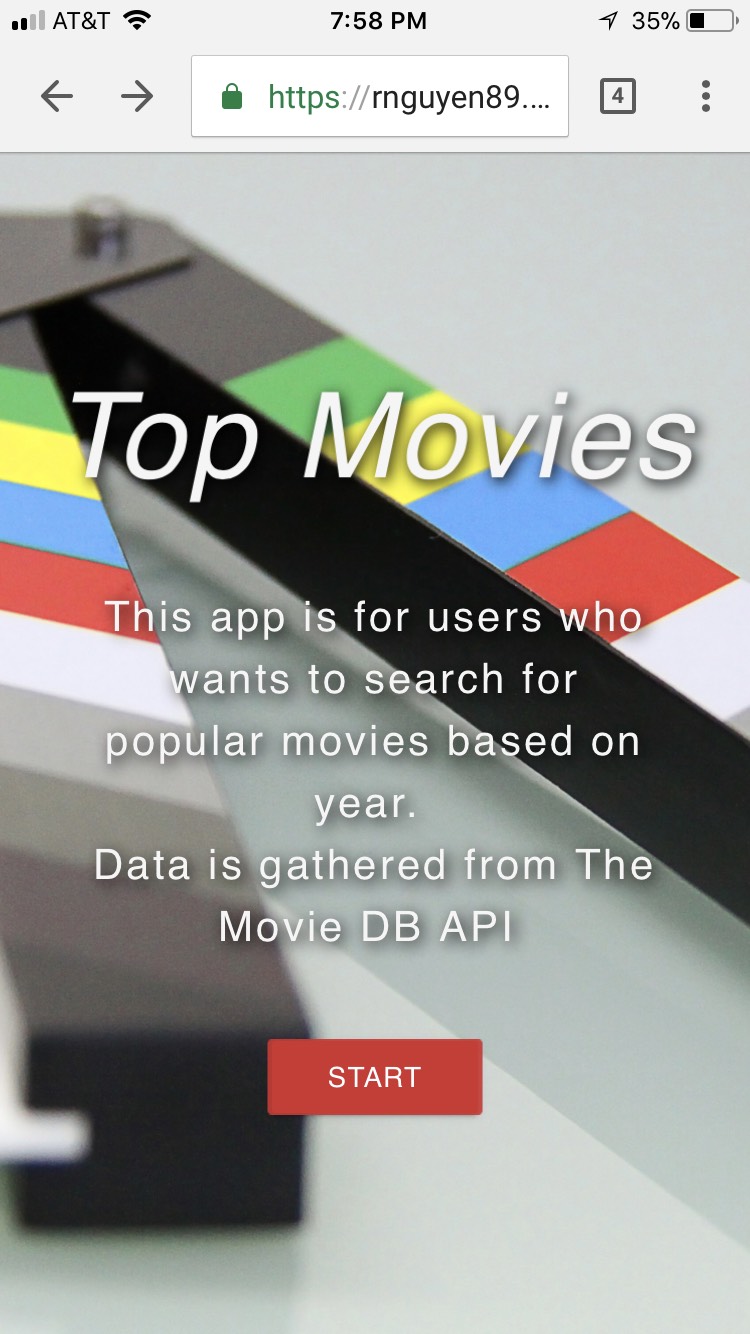 AT&T 7:58 PM 35%
https://rnguyen89.... 4
Top Movies
This app is for users who
wants to search for
popular movies based on
year.
Data is gathered from The
Movie DB API
START